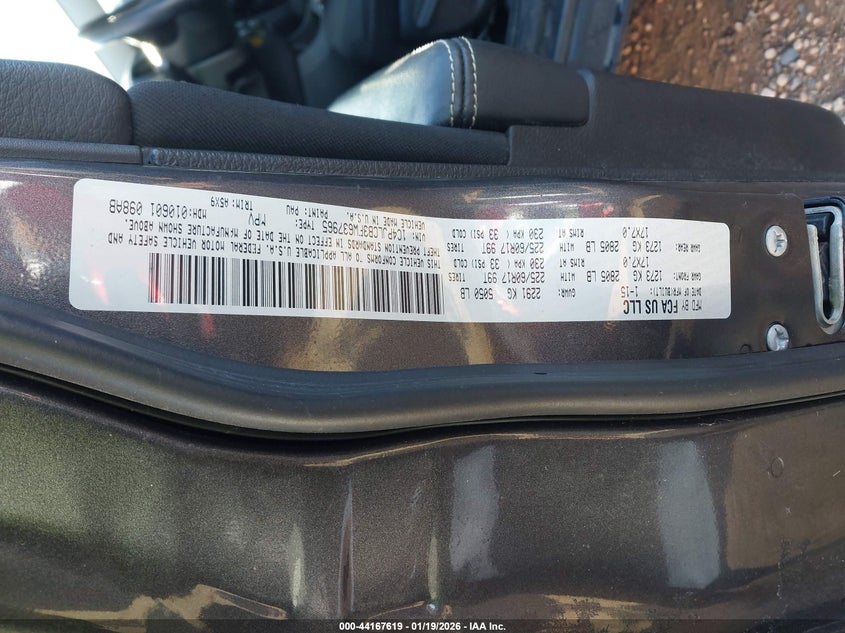 MFD BY FCA US LLC
DATE OF MFR(BUILT): 1-15 GVWR: 2291 KG 5050 LB
GAWR FRONT: 1273 KG 2805 LB WITH 225/60R17 99T TIRES
RIMS AT 17X7.0 230 KPA ( 33 PSI) COLD
GAWR REAR: 1273 KG 2805 LB WITH 225/60R17 99T TIRES
RIMS AT 17X7.0 230 KPA ( 33 PSI) COLD
THIS VEHICLE CONFORMS TO ALL APPLICABLE U.S.A. FEDERAL MOTOR VEHICLE SAFETY AND
THEFT PREVENTION STANDARDS IN EFFECT ON THE DATE OF MANUFACTURE SHOWN ABOVE
VIN: TYPE: MPV MDH:010601 098AB
VEHICLE MADE IN U.S.A. PAINT: PAU TRIM: A5X9
000-44167619 - 01/19/2026 - IAA Inc.